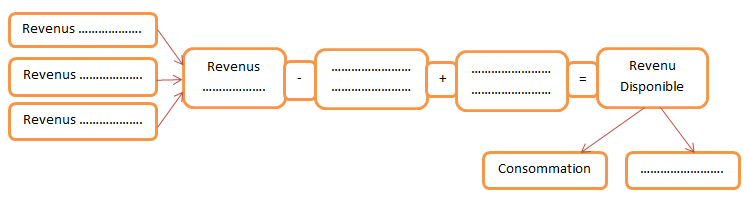 Revenus ……………….
Revenus ……………….
Revenus ……………….
Revenus
……………….
-
……………………
……………………
+
……………………
……………………
=
Revenu
Disponible
Consommation
…………………….